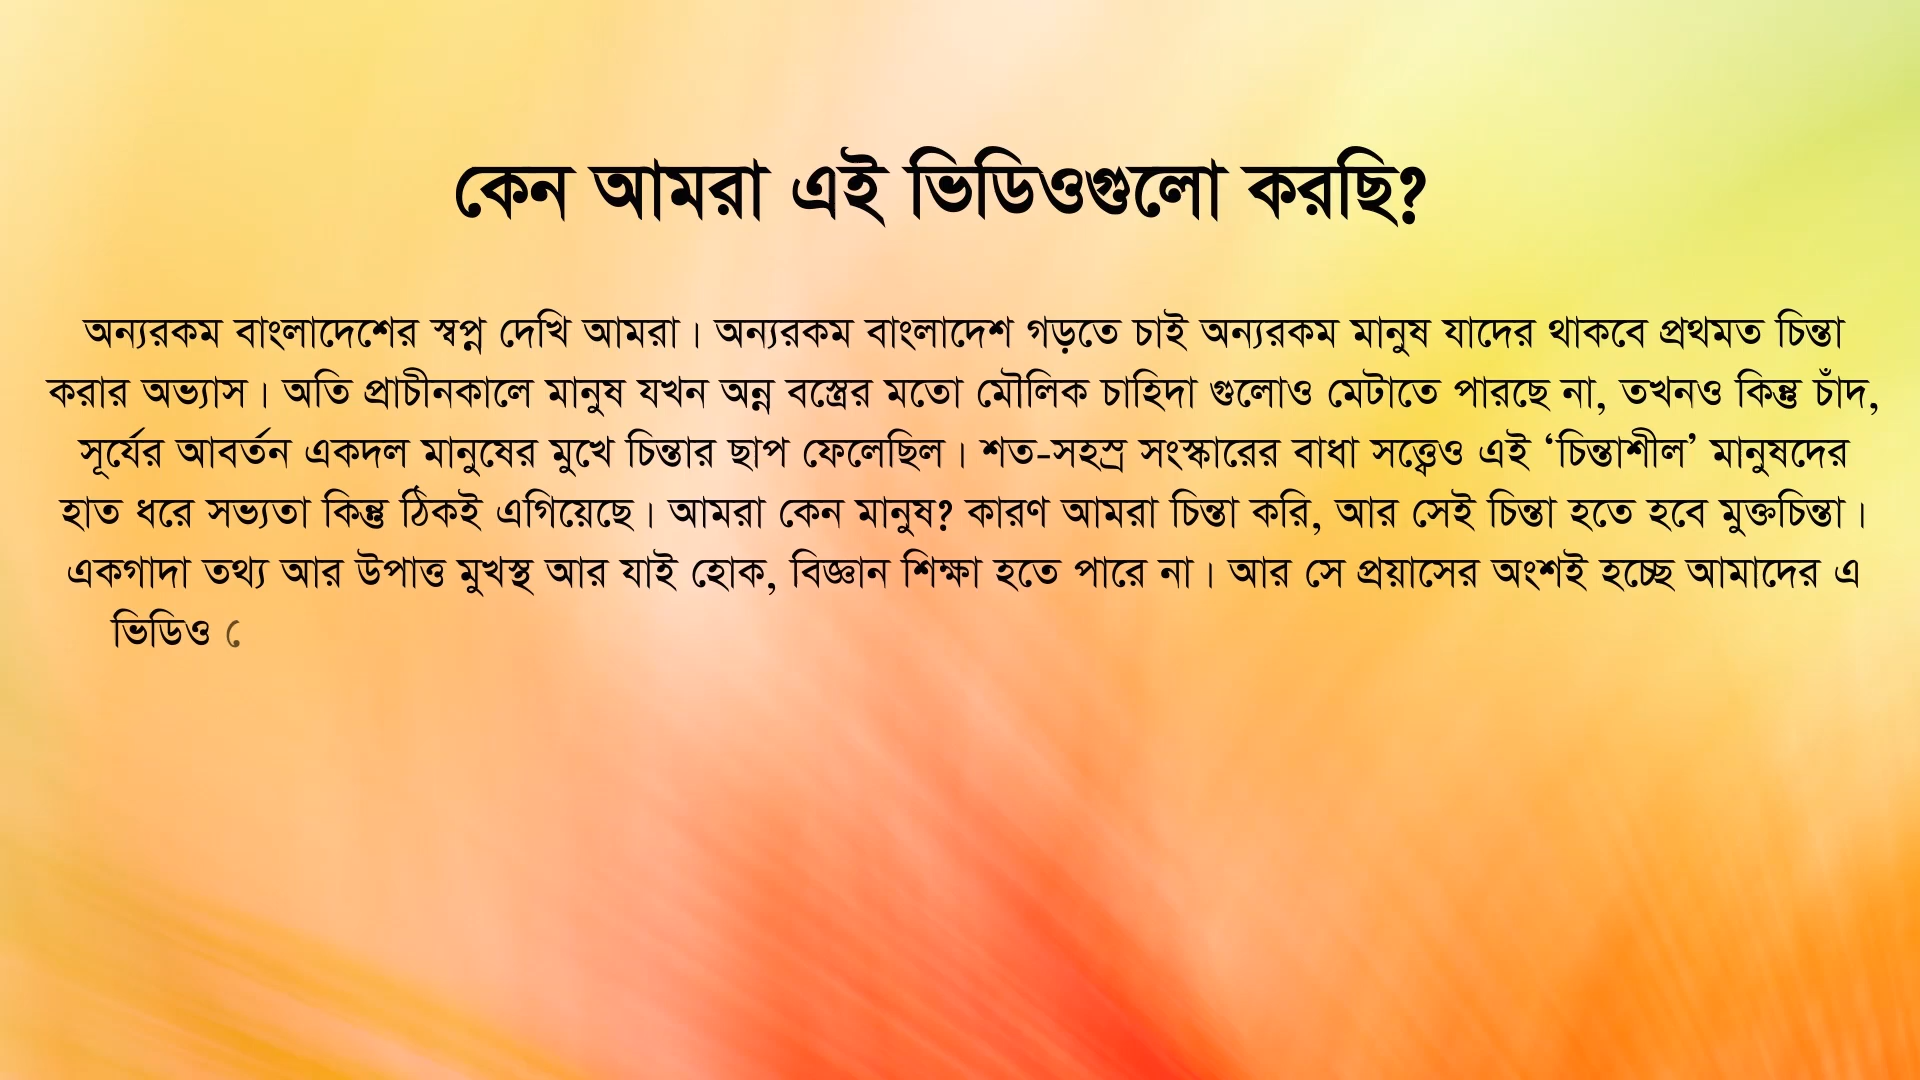 কেন আমরা এই ভিডিওগুলো করছি?
অন্যরকম বাংলাদেশের স্বপ্ন দেখি আমরা। অন্যরকম বাংলাদেশ গড়তে চাই অন্যরকম মানুষ যাদের থাকবে প্রথমত চিন্তা
করার অভ্যাস। অতি প্রাচীনকালে মানুষ যখন অন্ন বস্ত্রের মতো মৌলিক চাহিদা গুলোও মেটাতে পারছে না, তখনও কিন্তু চাঁদ,
সূর্যের আবর্তন একদল মানুষের মুখে চিন্তার ছাপ ফেলেছিল। শত-সহস্র সংস্কারের বাধা সত্ত্বেও এই ‘চিন্তাশীল’ মানুষদের
হাত ধরে সভ্যতা কিন্তু ঠিকই এগিয়েছে। আমরা কেন মানুষ? কারণ আমরা চিন্তা করি, আর সেই চিন্তা হতে হবে মুক্তচিন্তা।
একগাদা তথ্য আর উপাত্ত মুখস্থ আর যাই হোক, বিজ্ঞান শিক্ষা হতে পারে না। আর সে প্রয়াসের অংশই হচ্ছে আমাদের এ
ভিডিও